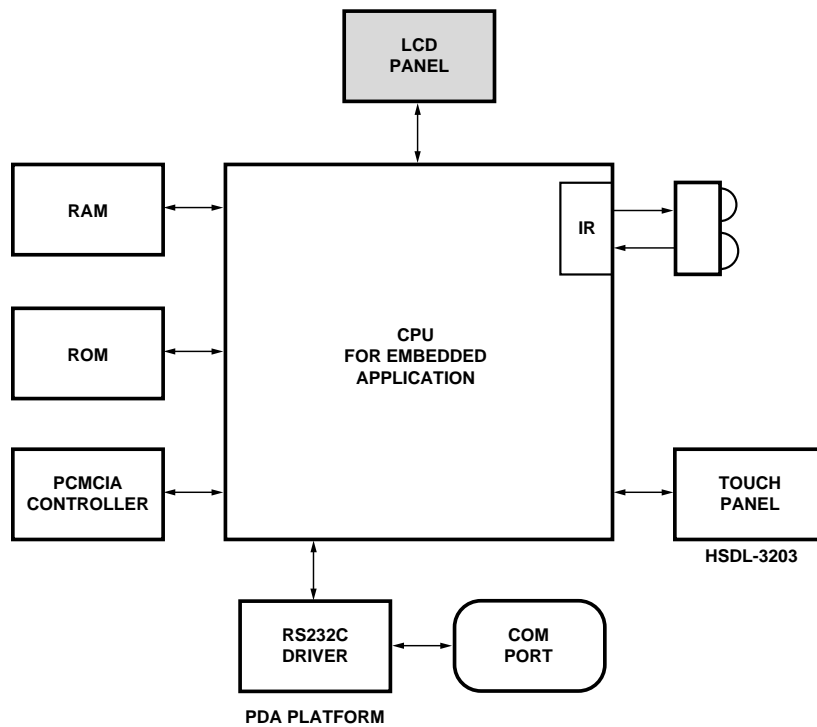 LCD
PANEL
RAM
IR
ROM
CPU
FOR EMBEDDED
APPLICATION
PCMCIA
CONTROLLER
TOUCH
PANEL
HSDL-3203
RS232C
DRIVER
COM
PORT
PDA PLATFORM